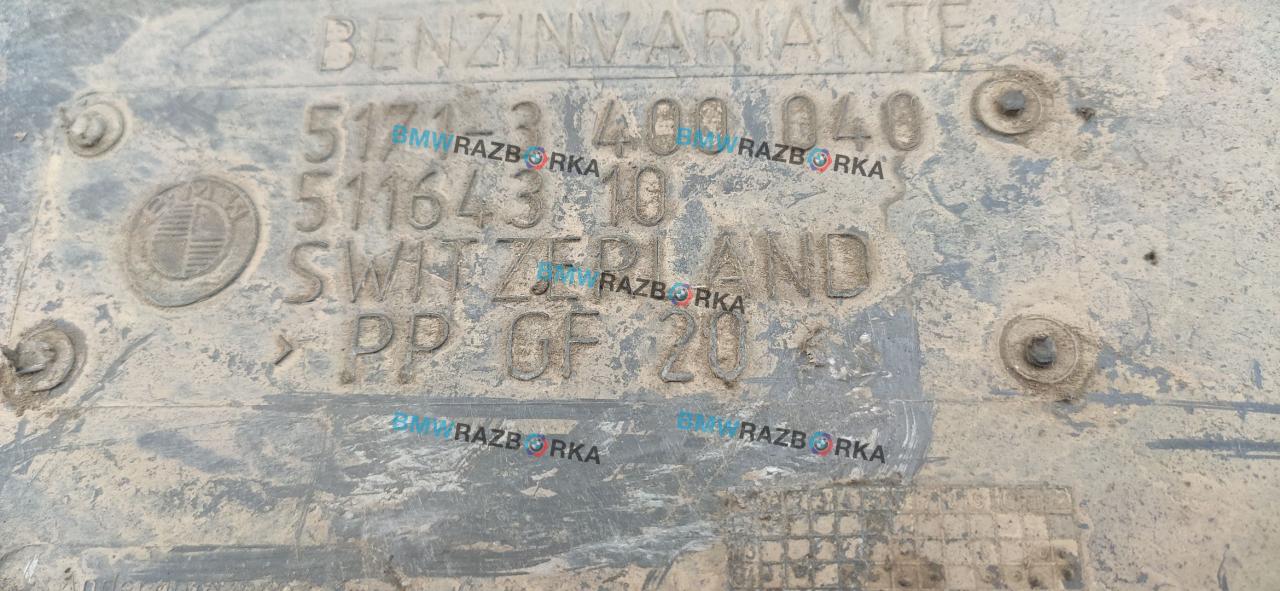 BENZINVARIANTE
5171-3 400 040
BMWRAZBORKA
BMWRAZBORKA
511643 10
SWITZERLAND
BMWRAZBORKA
> PP GF 20 <
BMWRAZBORKA
BMWRAZBORKA